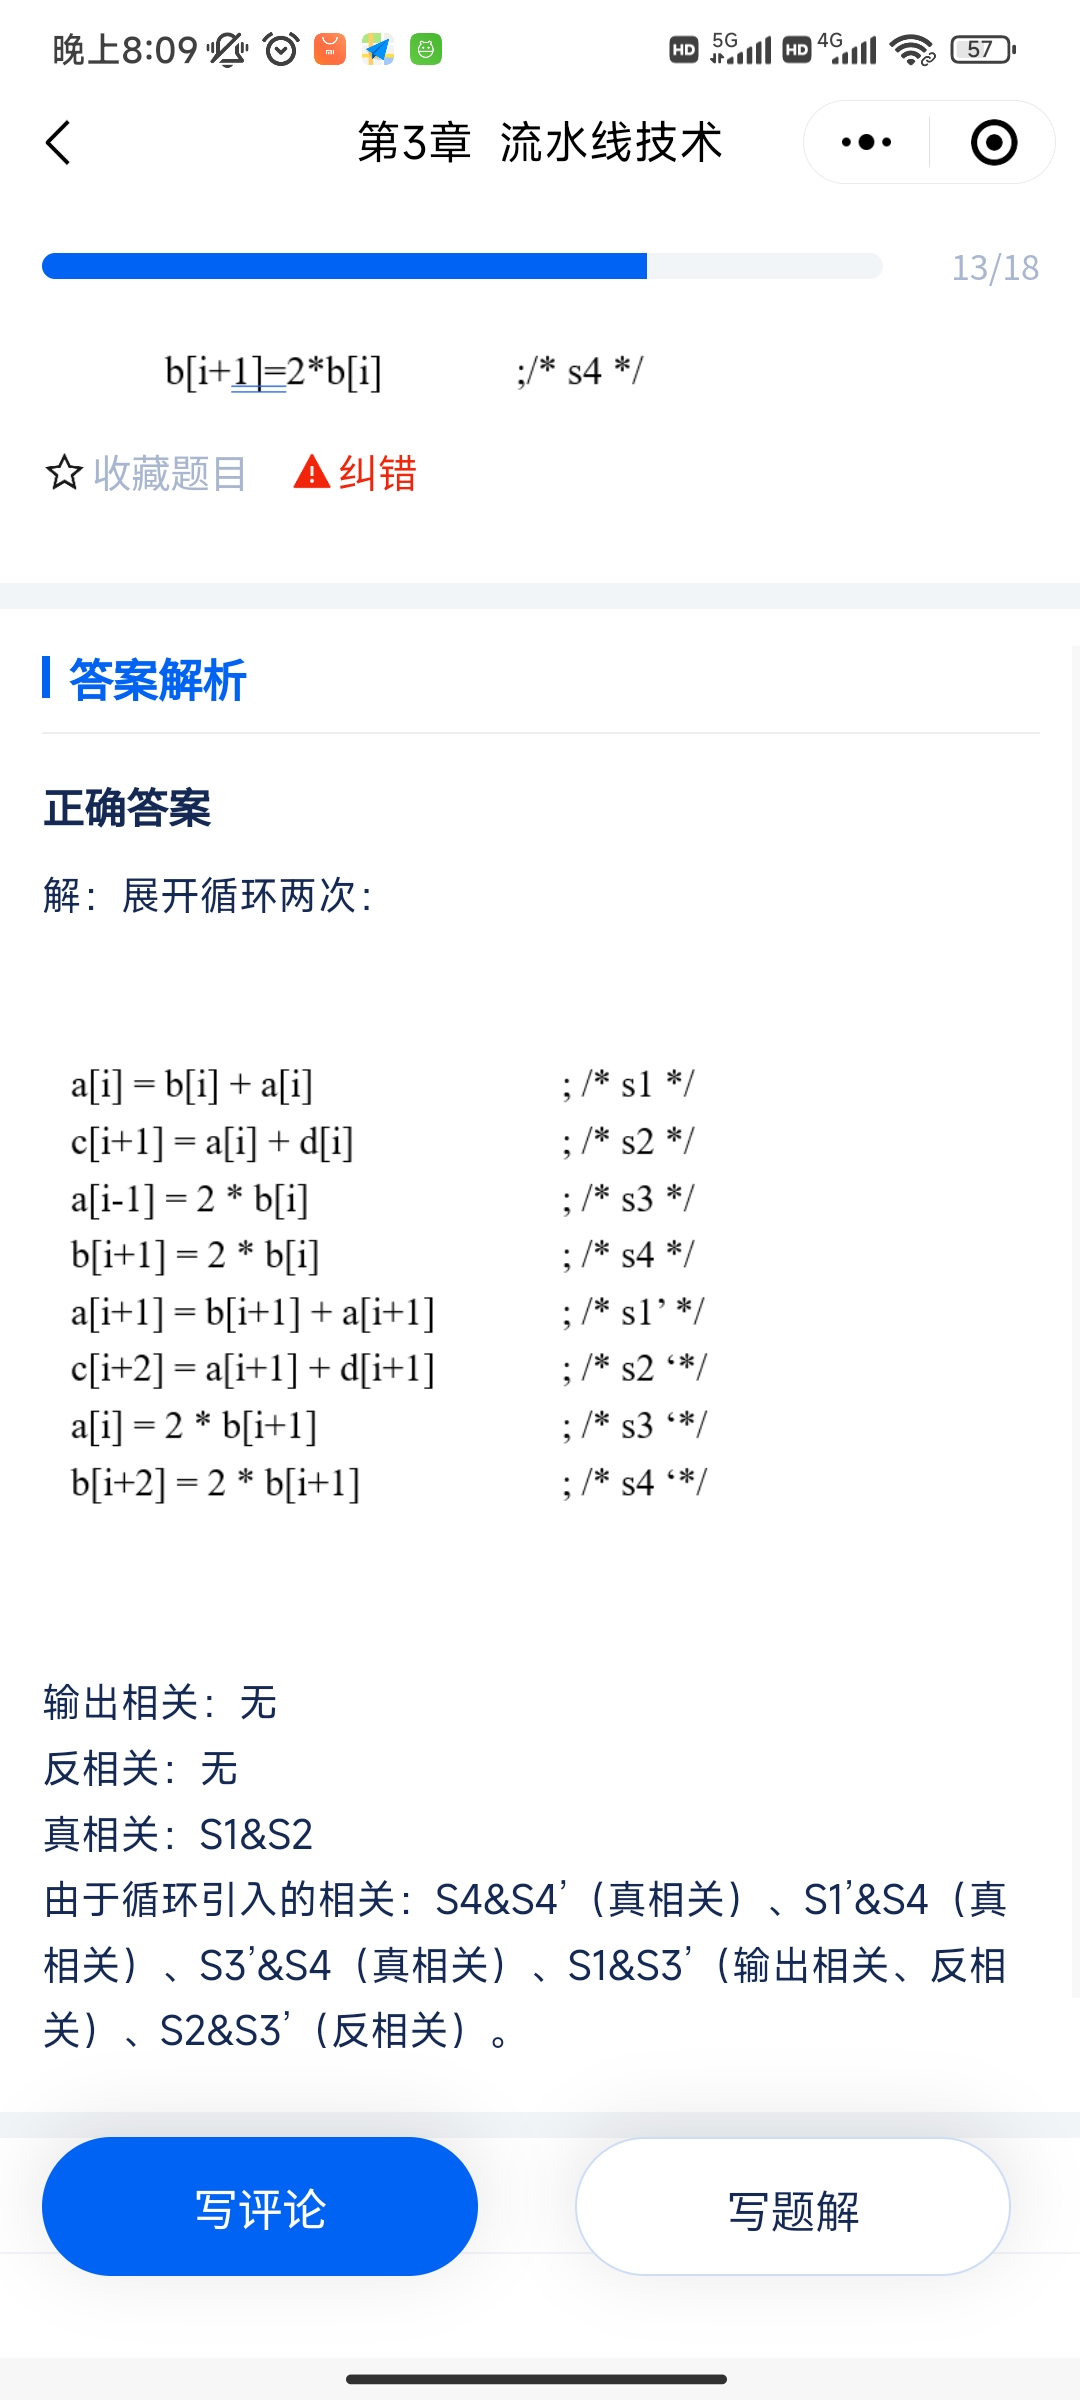 晚上8:09 HD 5G HD 4G 57
第3章 流水线技术
13/18
b[i+1]=2*b[i] ;/* s4 */
收藏题目 纠错
答案解析
正确答案
解：展开循环两次：
a[i] = b[i] + a[i] ; /* s1 */
c[i+1] = a[i] + d[i] ; /* s2 */
a[i-1] = 2 * b[i] ; /* s3 */
b[i+1] = 2 * b[i] ; /* s4 */
a[i+1] = b[i+1] + a[i+1] ; /* s1’ */
c[i+2] = a[i+1] + d[i+1] ; /* s2 ‘*/
a[i] = 2 * b[i+1] ; /* s3 ‘*/
b[i+2] = 2 * b[i+1] ; /* s4 ‘*/
输出相关：无
反相关：无
真相关：S1&S2
由于循环引入的相关：S4&S4’（真相关）、S1’&S4（真
相关）、S3’&S4（真相关）、S1&S3’（输出相关、反相
关）、S2&S3’（反相关）。
写评论 写题解